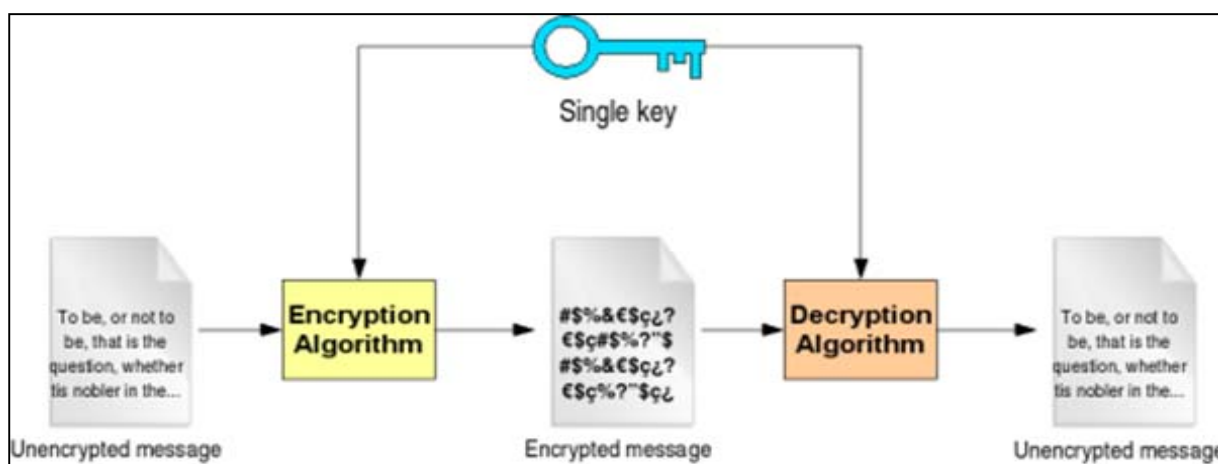 Single key
To be, or not to
be, that is the
question, whether
tis nobler in the...
Unencrypted message
Encryption
Algorithm
#$%&€$ç¿?
€$ç#$%?¨$
#$%&€$ç¿?
€$ç%?¨$ç¿
Encrypted message
Decryption
Algorithm
To be, or not to
be, that is the
question, whether
tis nobler in the...
Unencrypted message